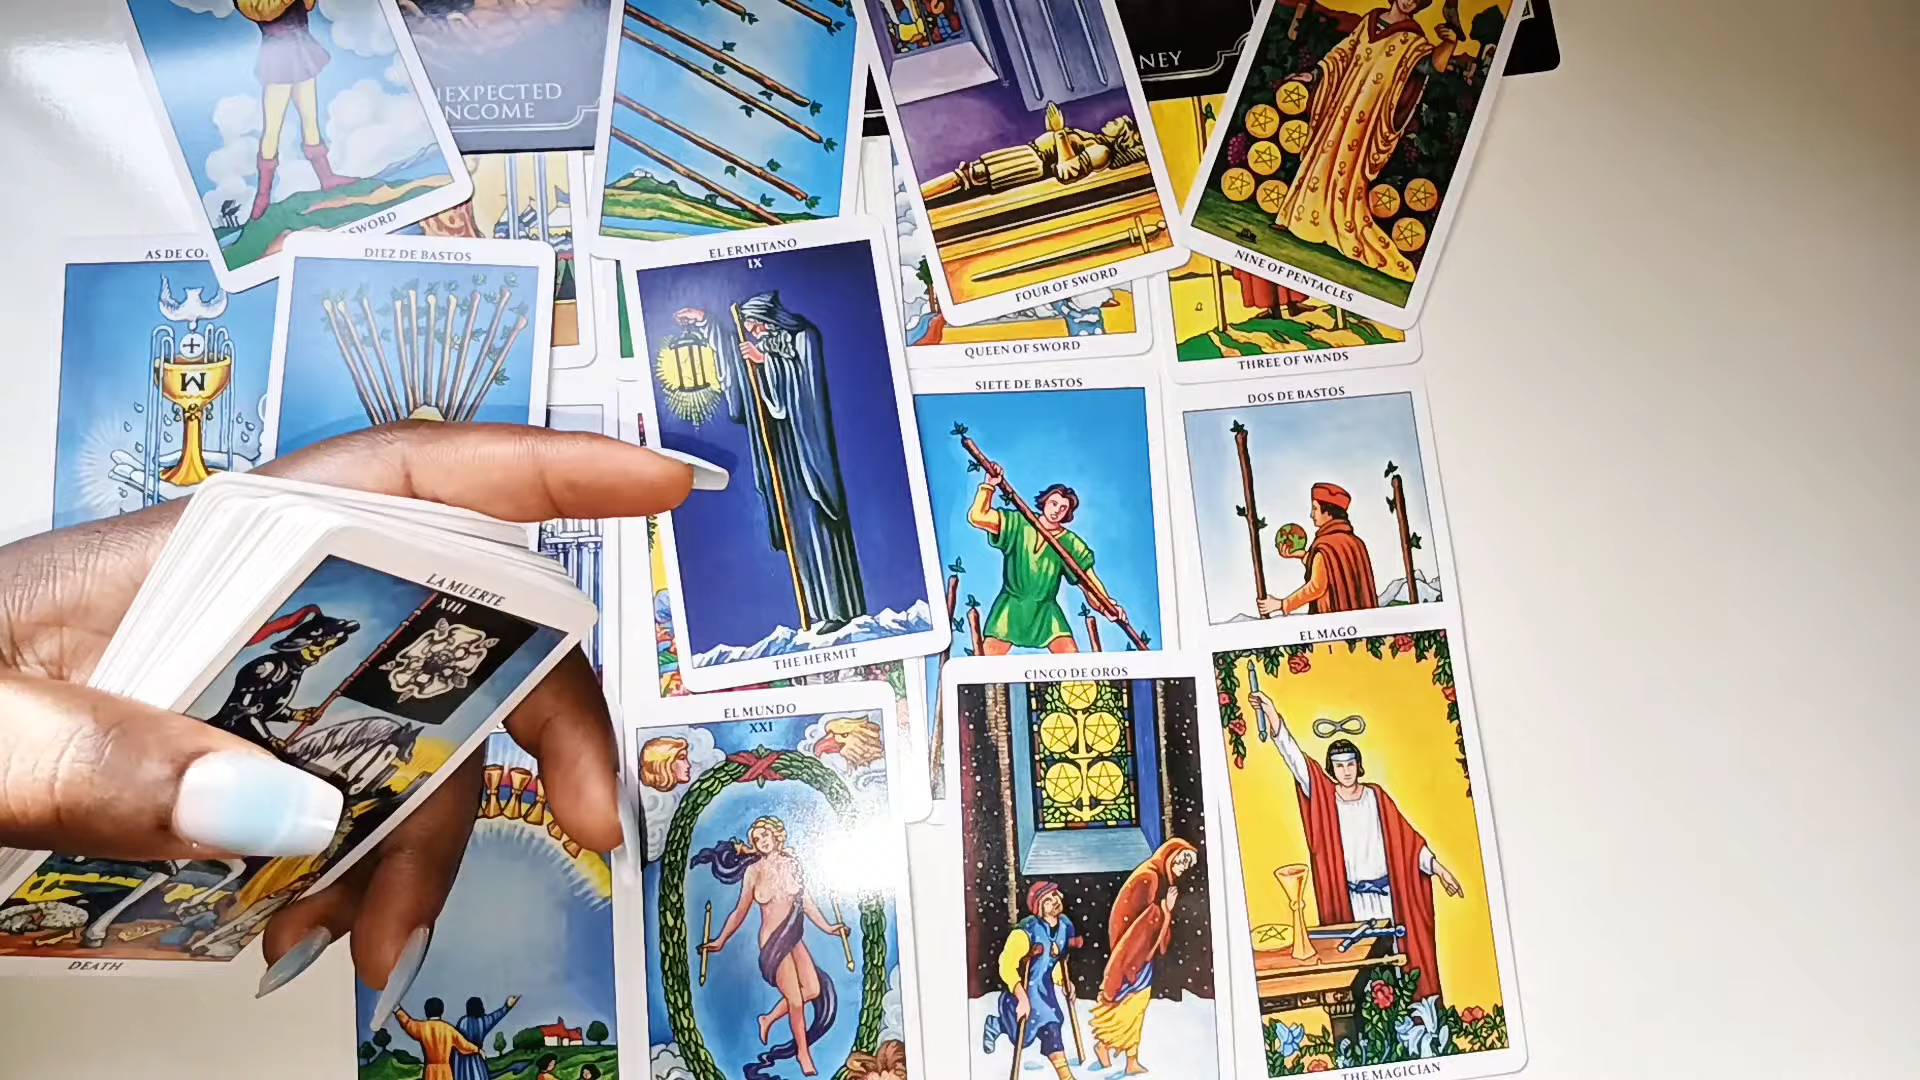 NEXPECTED
NCOME
NEY
SWORD
FOUR OF SWORD
NINE OF PENTACLES
AS DE CO
DIEZ DE BASTOS
EL ERMITANO
IX
THE HERMIT
QUEEN OF SWORD
THREE OF WANDS
SIETE DE BASTOS
DOS DE BASTOS
LA MUERTE
XIII
DEATH
EL MUNDO
XXI
CINCO DE OROS
EL MAGO
I
THE MAGICIAN